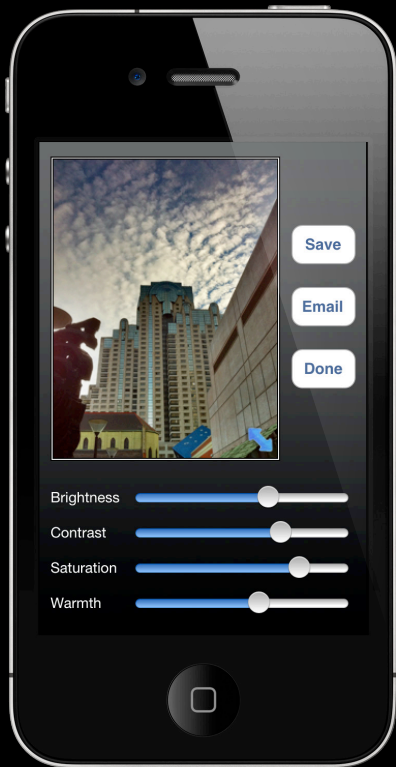 Save
Email
Done
Brightness
Contrast
Saturation
Warmth